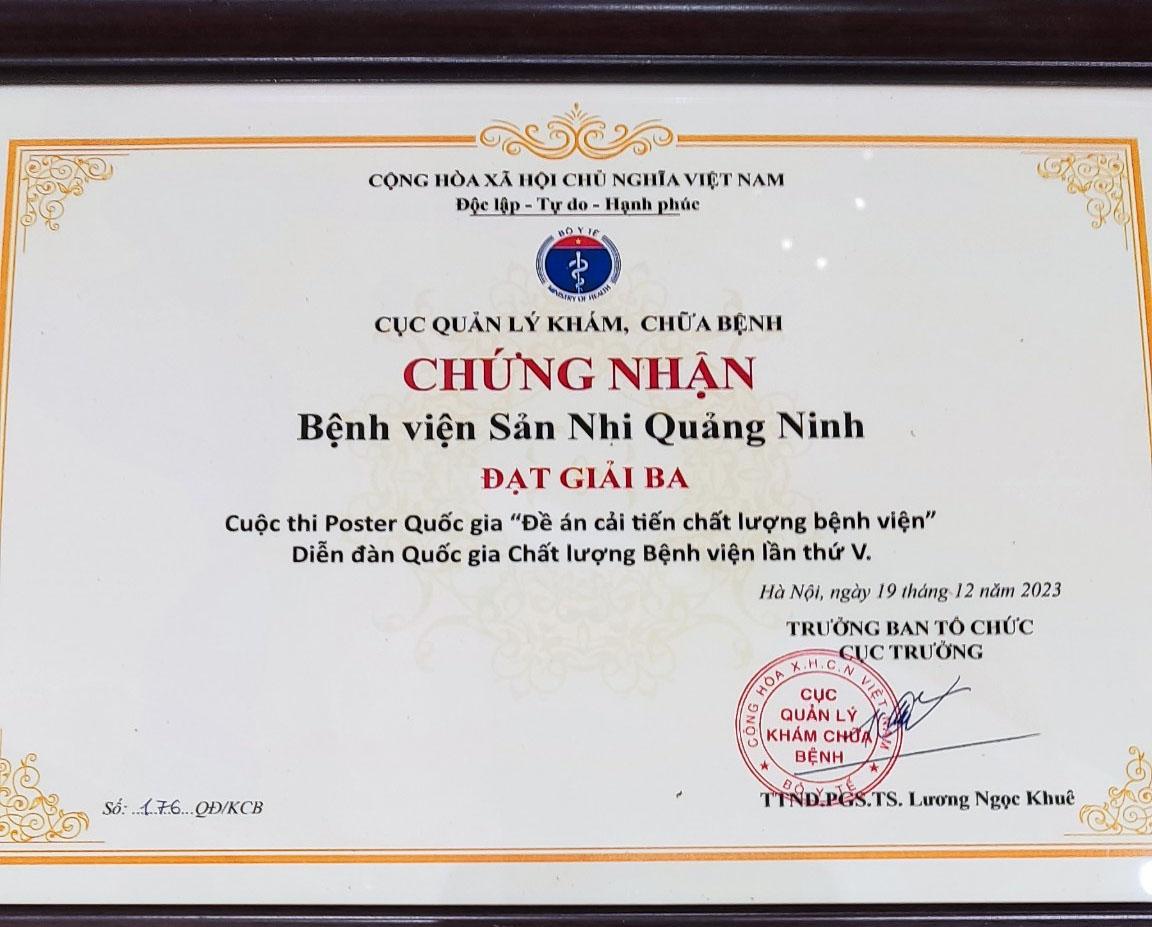 CỘNG HÒA XÃ HỘI CHỦ NGHĨA VIỆT NAM
Độc lập - Tự do - Hạnh phúc
BỘ Y TẾ
MINISTRY OF HEALTH
CỤC QUẢN LÝ KHÁM, CHỮA BỆNH
CHỨNG NHẬN
Bệnh viện Sản Nhi Quảng Ninh
ĐẠT GIẢI BA
Cuộc thi Poster Quốc gia “Đề án cải tiến chất lượng bệnh viện”
Diễn đàn Quốc gia Chất lượng Bệnh viện lần thứ V.
Hà Nội, ngày 19 tháng 12 năm 2023
TRƯỞNG BAN TỔ CHỨC
CỤC TRƯỞNG
CỘNG HÒA X.H.C.N VIỆT NAM
CỤC
QUẢN LÝ
KHÁM CHỮA
BỆNH
BỘ Y TẾ
TTND.PGS.TS. Lương Ngọc Khuê
Số: ...176...QĐ/KCB